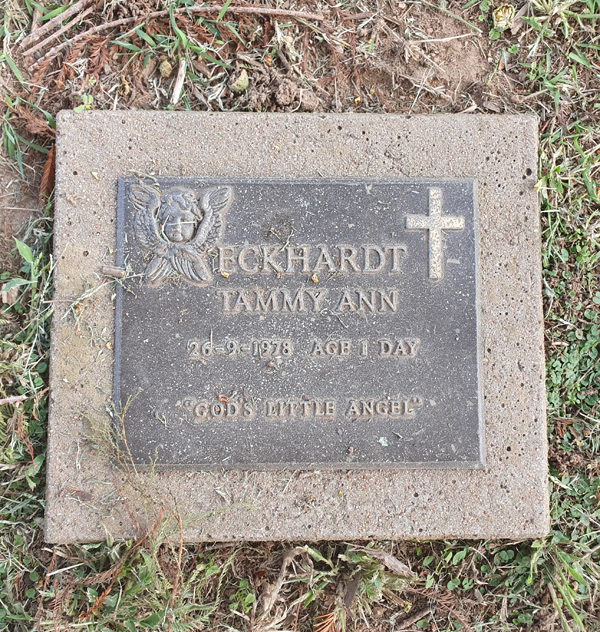 ECKHARDT
TAMMY ANN
26-9-1978 AGE 1 DAY
"GOD'S LITTLE ANGEL"